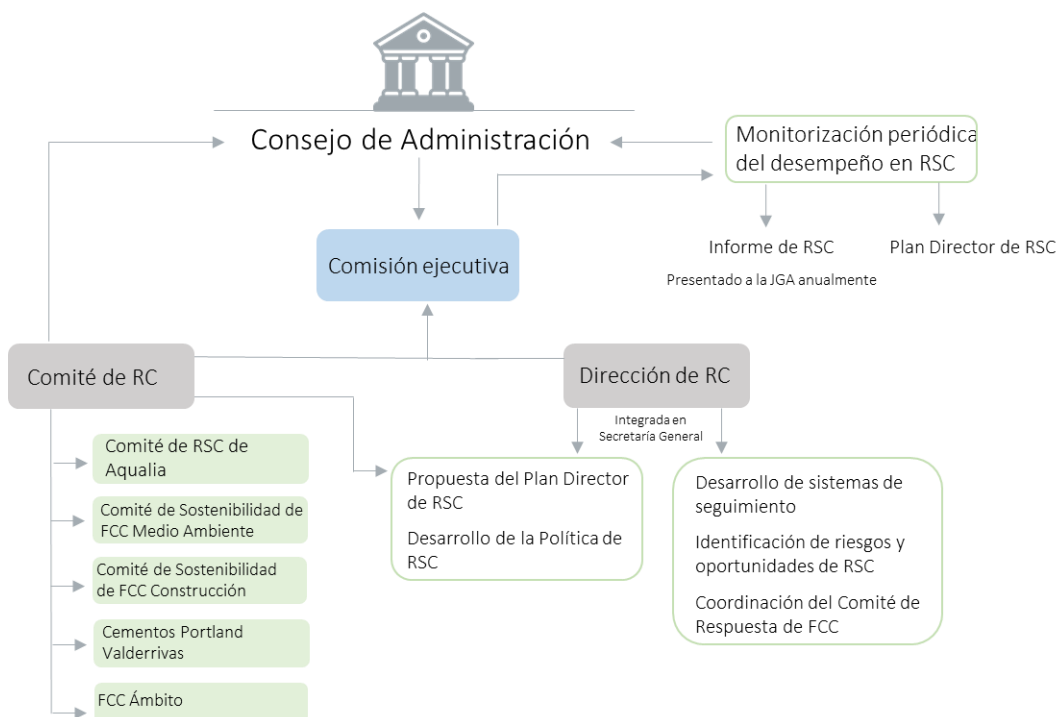 Consejo de Administración
Monitorización periódica
del desempeño en RSC
Informe de RSC
Plan Director de RSC
Presentado a la JGA anualmente
Comisión ejecutiva
Comité de RC
Dirección de RC
Integrada en
Secretaría General
Comité de RSC de
Aqualia
Comité de Sostenibilidad de
FCC Medio Ambiente
Comité de Sostenibilidad
de FCC Construcción
Cementos Portland
Valderrivas
FCC Ámbito
Propuesta del Plan Director
de RSC
Desarrollo de la Política de
RSC
Desarrollo de sistemas de
seguimiento
Identificación de riesgos y
oportunidades de RSC
Coordinación del Comité de
Respuesta de FCC